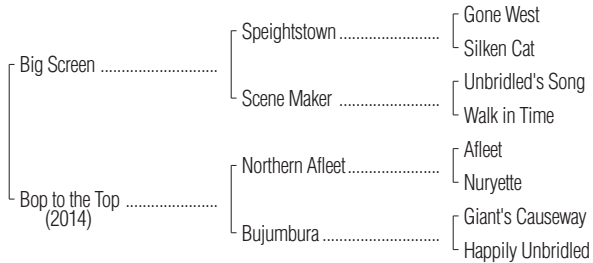 Gone West
Speightstown
Silken Cat
Big Screen
Unbridled's Song
Scene Maker
Walk in Time
Afleet
Northern Afleet
Nuryette
Bop to the Top
(2014)
Giant's Causeway
Bujumbura
Happily Unbridled